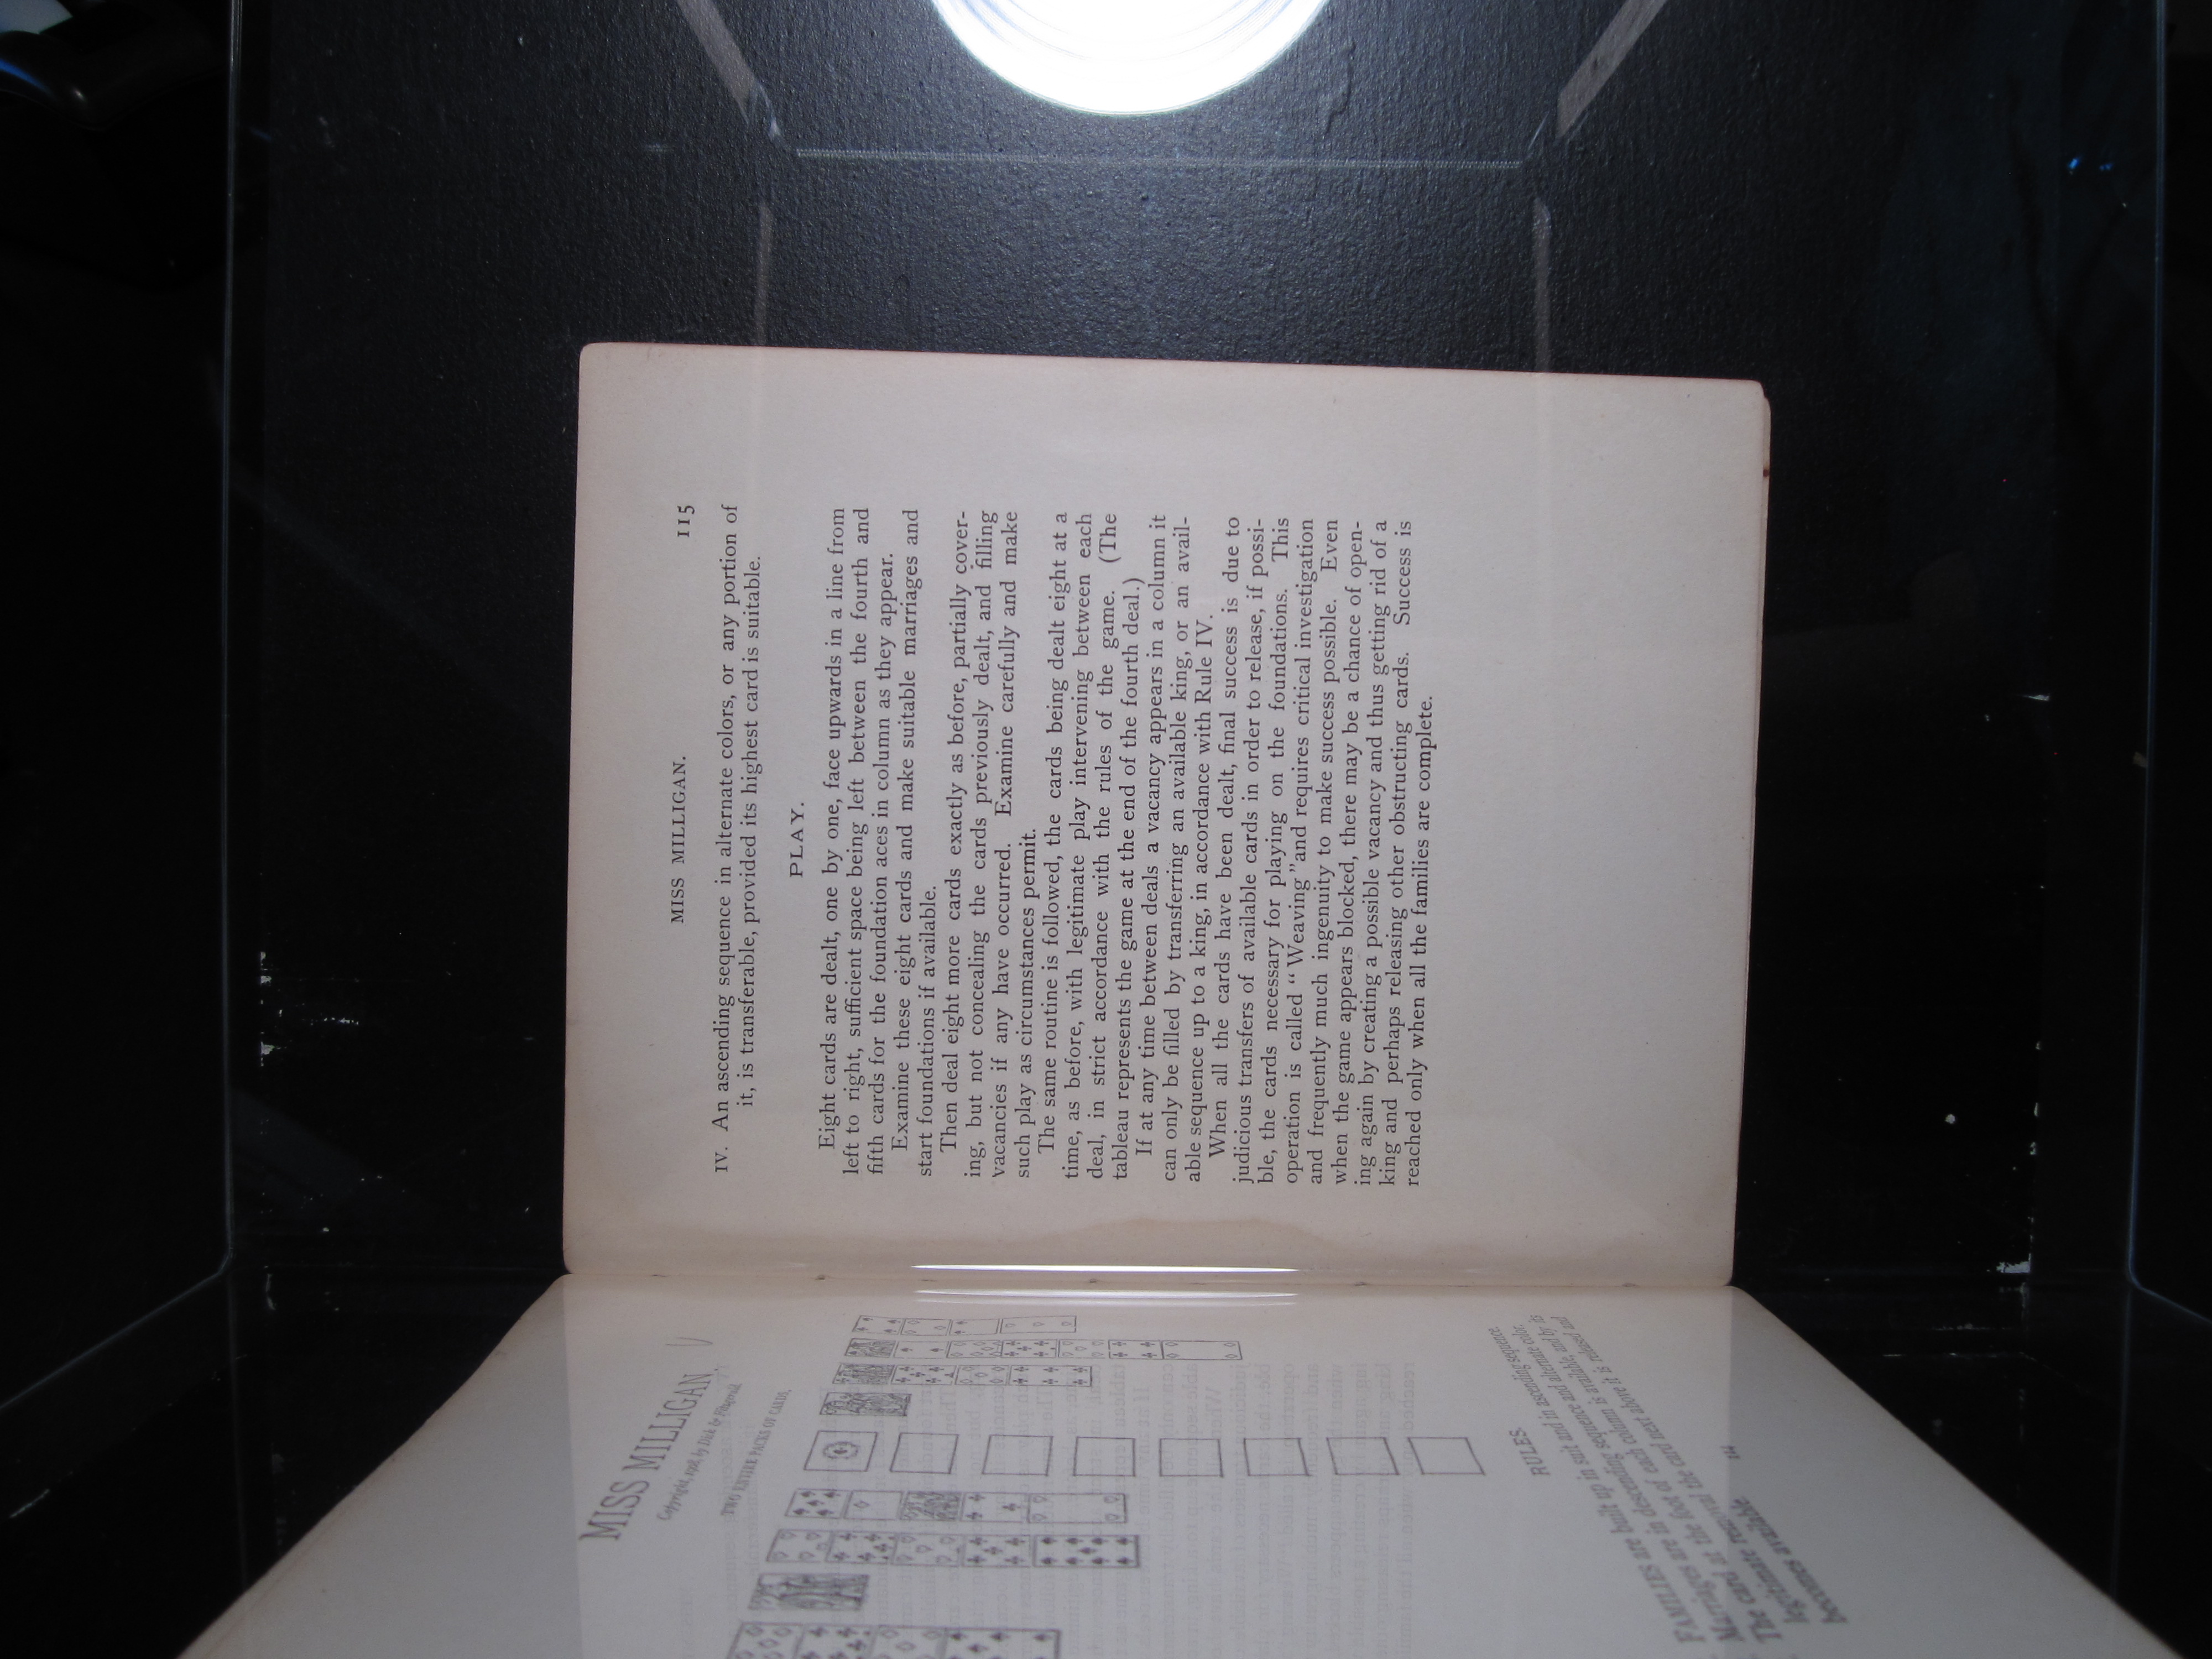 MISS MILLIGAN.
Copyright, 1908, by Dick & Fitzgerald.
TWO ENTIRE PACKS OF CARDS.
RULES.
FAMILIES are built up in suit and in ascending sequence.
Marriages are in descending sequence and alternate color.
The card at the foot of each column is available, and by its
legitimate removal the card next above it is released and
becomes available.
114
MISS MILLIGAN. 115
IV. An ascending sequence in alternate colors, or any portion of
it, is transferable, provided its highest card is suitable.
PLAY.
Eight cards are dealt, one by one, face upwards in a line from
left to right, sufficient space being left between the fourth and
fifth cards for the foundation aces in column as they appear.
Examine these eight cards and make suitable marriages and
start foundations if available.
Then deal eight more cards exactly as before, partially cover-
ing, but not concealing the cards previously dealt, and filling
vacancies if any have occurred. Examine carefully and make
such play as circumstances permit.
The same routine is followed, the cards being dealt eight at a
time, as before, with legitimate play intervening between each
deal, in strict accordance with the rules of the game. (The
tableau represents the game at the end of the fourth deal.)
If at any time between deals a vacancy appears in a column it
can only be filled by transferring an available king, or an avail-
able sequence up to a king, in accordance with Rule IV.
When all the cards have been dealt, final success is due to
judicious transfers of available cards in order to release, if possi-
ble, the cards necessary for playing on the foundations. This
operation is called “Weaving” and requires critical investigation
and frequently much ingenuity to make success possible. Even
when the game appears blocked, there may be a chance of open-
ing again by creating a possible vacancy and thus getting rid of a
king and perhaps releasing other obstructing cards. Success is
reached only when all the families are complete.